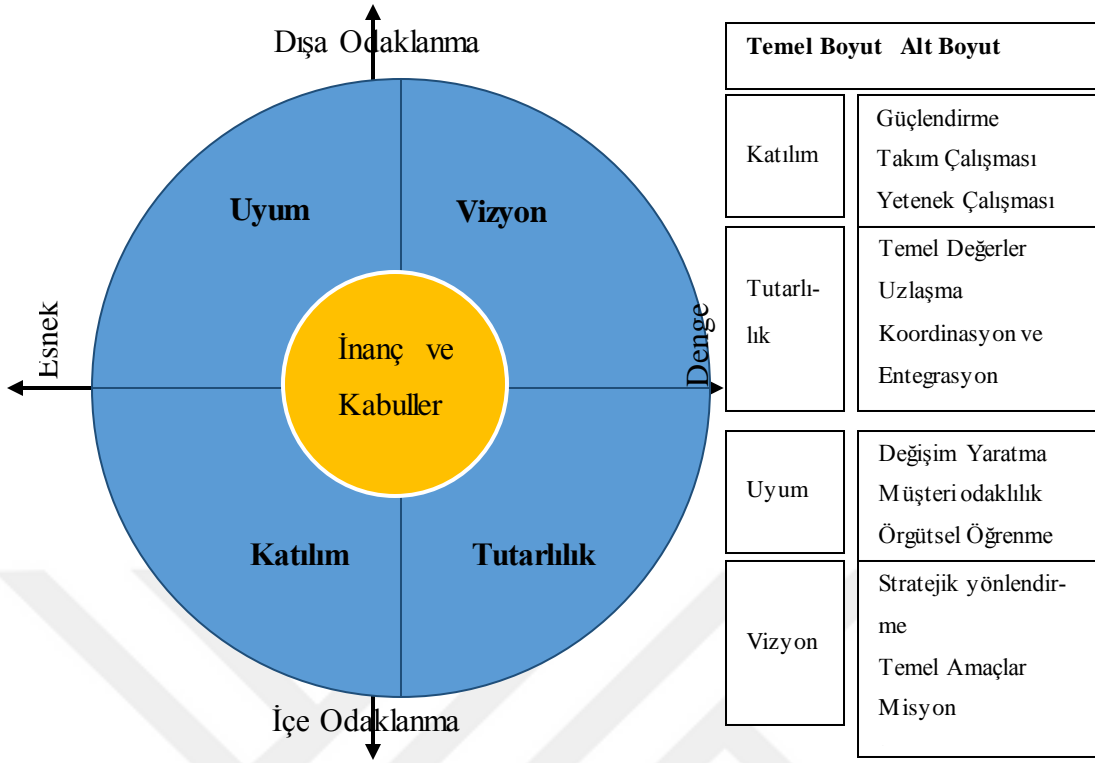 Dışa Odaklanma
Uyum
Vizyon
Esnek
Denge
İnanç ve
Kabuller
Katılım
Tutarlılık
İçe Odaklanma
Temel Boyut Alt Boyut
Katılım
Güçlendirme
Takım Çalışması
Yetenek Çalışması
Tutarlı-
lık
Temel Değerler
Uzlaşma
Koordinasyon ve
Entegrasyon
Uyum
Değişim Yaratma
Müşteri odaklılık
Örgütsel Öğrenme
Vizyon
Stratejik yönlendir-
me
Temel Amaçlar
Misyon